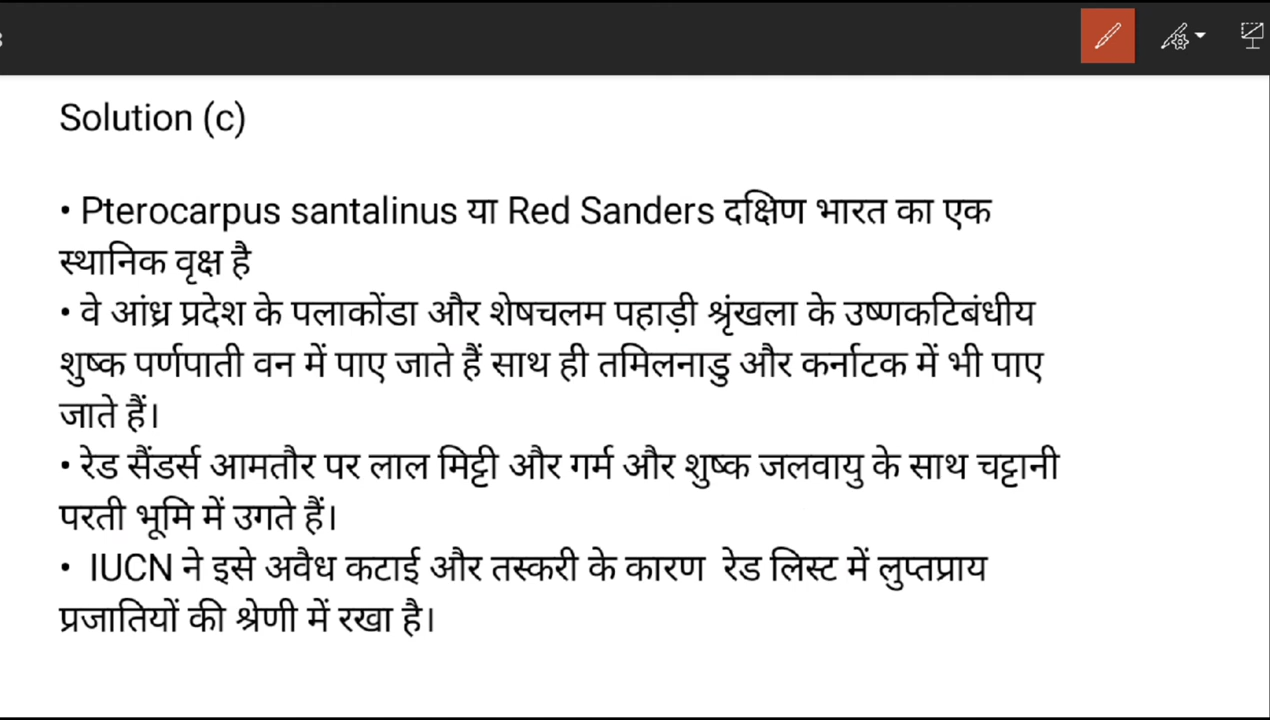 Solution (c)
• Pterocarpus santalinus या Red Sanders दक्षिण भारत का एक
स्थानिक वृक्ष है
• वे आंध्र प्रदेश के पलाकोंडा और शेषचलम पहाड़ी श्रृंखला के उष्णकटिबंधीय
शुष्क पर्णपाती वन में पाए जाते हैं साथ ही तमिलनाडु और कर्नाटक में भी पाए
जाते हैं।
• रेड सैंडर्स आमतौर पर लाल मिट्टी और गर्म और शुष्क जलवायु के साथ चट्टानी
परती भूमि में उगते हैं।
• IUCN ने इसे अवैध कटाई और तस्करी के कारण रेड लिस्ट में लुप्तप्राय
प्रजातियों की श्रेणी में रखा है।